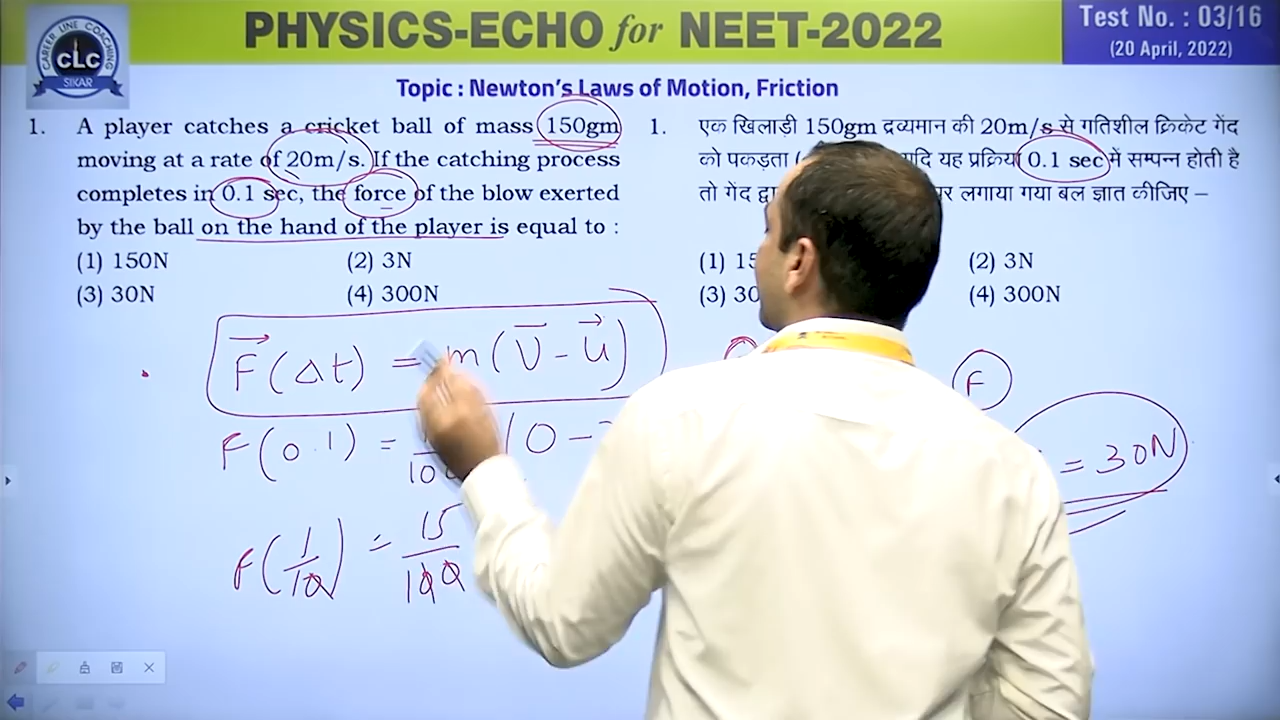 PHYSICS-ECHO for NEET-2022
Test No. : 03/16
(20 April, 2022)
CAREER LINE COACHING
CLC
SIKAR
Topic : Newton's Laws of Motion, Friction
1. A player catches a cricket ball of mass 150gm
moving at a rate of 20m/s. If the catching process
completes in 0.1 sec, the force of the blow exerted
by the ball on the hand of the player is equal to :
(1) 150N (2) 3N
(3) 30N (4) 300N
1. एक खिलाड़ी 150gm द्रव्यमान की 20m/s से गतिशील क्रिकेट गेंद
को पकड़ता यदि यह प्रक्रिया 0.1 sec में सम्पन्न होती है
तो गेंद पर लगाया गया बल ज्ञात कीजिए –
(1) (2) 3N
(3) (4) 300N
F (Δt) = m (V - u)
F (0.1) = (0 -
F (1/10) = 15/100
F
= 30N